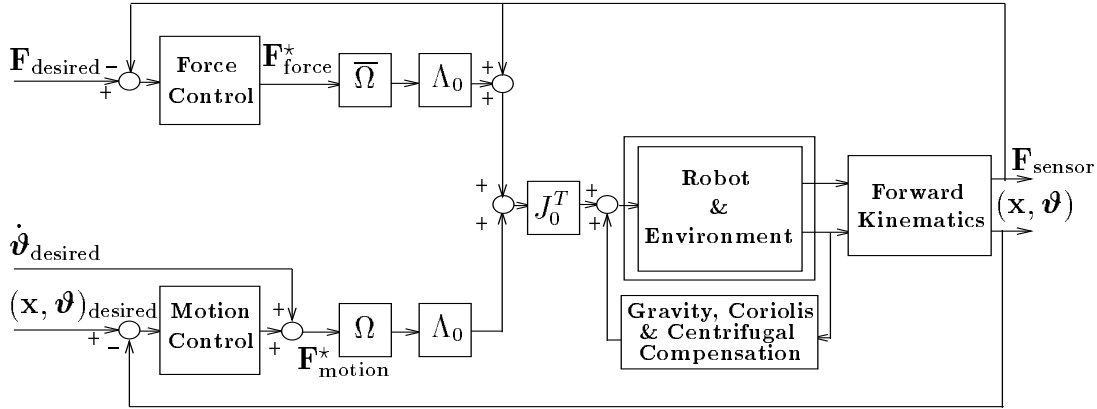 F_desired
−
+
Force
Control
F*_force
Ω̄
Λ₀
+
+
+
+
J₀ᵀ
+
+
Robot
&
Environment
Forward
Kinematics
F_sensor
(x, ϑ)
Gravity, Coriolis
& Centrifugal
Compensation
ϑ̇_desired
(x, ϑ)_desired
+
−
Motion
Control
+
+
F*_motion
Ω
Λ₀